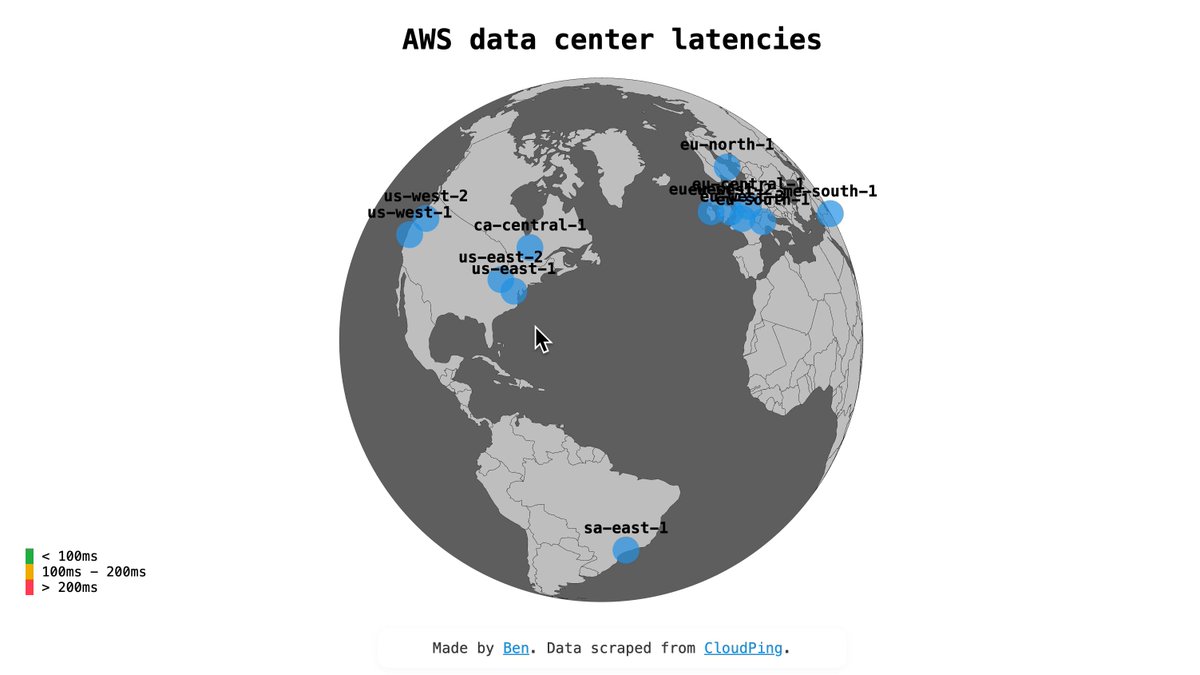 AWS data center latencies
eu-north-1
eu-central-1
me-south-1
eu-south-1
us-west-2
us-west-1
ca-central-1
us-east-2
us-east-1
sa-east-1
< 100ms
100ms - 200ms
> 200ms
Made by Ben. Data scraped from CloudPing.